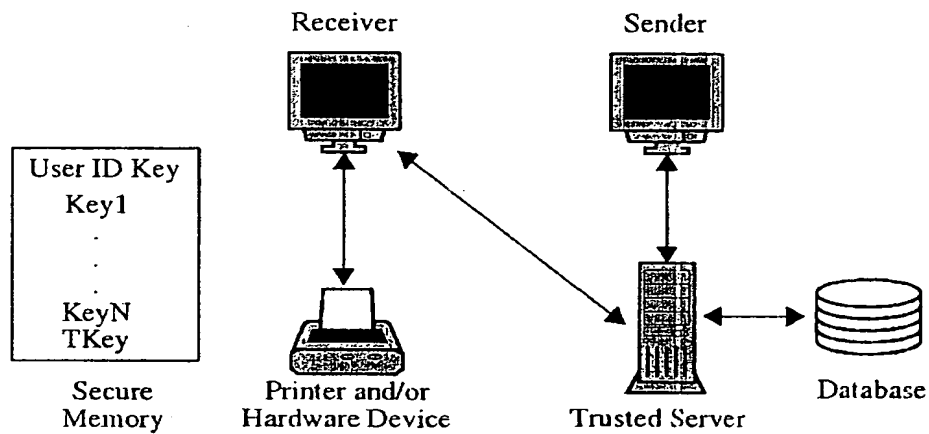 Receiver
Sender
User ID Key
Key1
.
.
.
KeyN
TKey
Secure
Memory
Printer and/or
Hardware Device
Trusted Server
Database